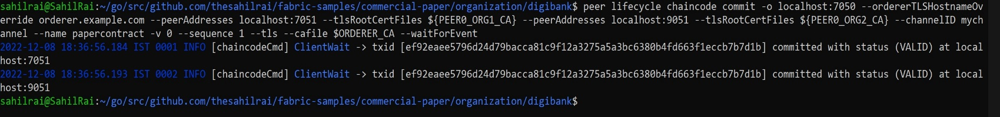 sahilrai@SahilRai:~/go/src/github.com/thesahilrai/fabric-samples/commercial-paper/organization/digibank$ peer lifecycle chaincode commit -o localhost:7050 --ordererTLSHostnameOv
erride orderer.example.com --peerAddresses localhost:7051 --tlsRootCertFiles ${PEER0_ORG1_CA} --peerAddresses localhost:9051 --tlsRootCertFiles ${PEER0_ORG2_CA} --channelID mych
annel --name papercontract -v 0 --sequence 1 --tls --cafile $ORDERER_CA --waitForEvent
2022-12-08 18:36:56.184 IST 0001 INFO [chaincodeCmd] ClientWait -> txid [ef92eaee5796d24d79bacca81c9f12a3275a5a3bc6380b4fd663f1eccb7b7d1b] committed with status (VALID) at local
host:7051
2022-12-08 18:36:56.193 IST 0002 INFO [chaincodeCmd] ClientWait -> txid [ef92eaee5796d24d79bacca81c9f12a3275a5a3bc6380b4fd663f1eccb7b7d1b] committed with status (VALID) at local
host:9051
sahilrai@SahilRai:~/go/src/github.com/thesahilrai/fabric-samples/commercial-paper/organization/digibank$